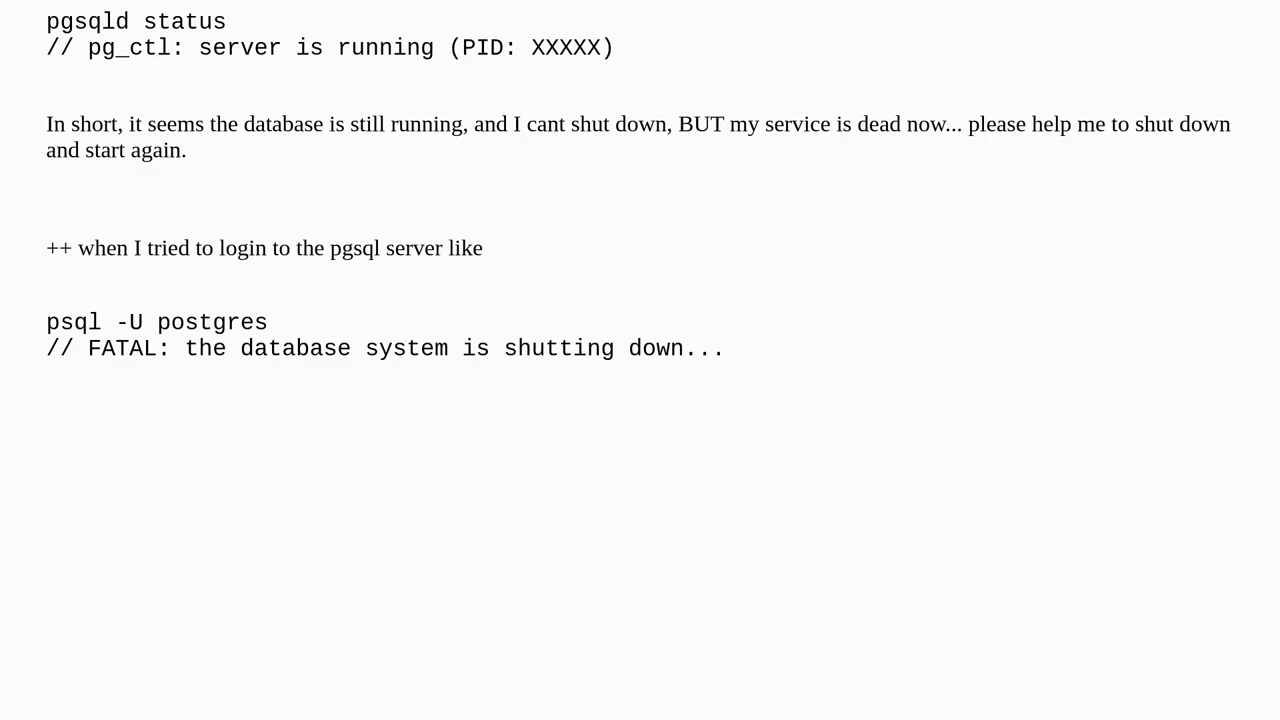 pgsqld status
// pg_ctl: server is running (PID: XXXXX)
In short, it seems the database is still running, and I cant shut down, BUT my service is dead now... please help me to shut down
and start again.
++ when I tried to login to the pgsql server like
psql -U postgres
// FATAL: the database system is shutting down...